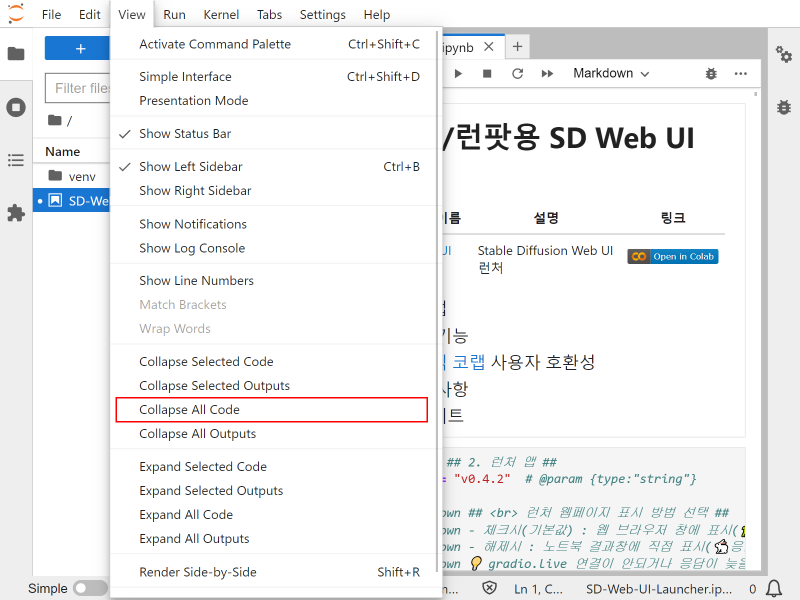 File Edit View Run Kernel Tabs Settings Help
Activate Command Palette Ctrl+Shift+C
Simple Interface Ctrl+Shift+D
Presentation Mode
Show Status Bar
Show Left Sidebar Ctrl+B
Show Right Sidebar
Show Notifications
Show Log Console
Show Line Numbers
Match Brackets
Wrap Words
Collapse Selected Code
Collapse Selected Outputs
Collapse All Code
Collapse All Outputs
Expand Selected Code
Expand Selected Outputs
Expand All Code
Expand All Outputs
Render Side-by-Side Shift+R
+
Filter file
/
Name
venv
SD-We
ipynb
+
Markdown
/런팟용 SD Web UI
설명 링크
UI Stable Diffusion Web UI Open in Colab
런처
기능
코랩 사용자 호환성
사항
## 2. 런처 앱 ##
= "v0.4.2" # @param {type:"string"}
own ## <br> 런처 웹페이지 표시 방법 선택 ##
own - 체크시(기본값) : 웹 브라우저 창에 표시(
own - 해제시 : 노트북 결과창에 직접 표시( 응
own gradio.live 연결이 안되거나 응답이 늦을
Simple Ln 1, C... SD-Web-UI-Launcher.ip... 0